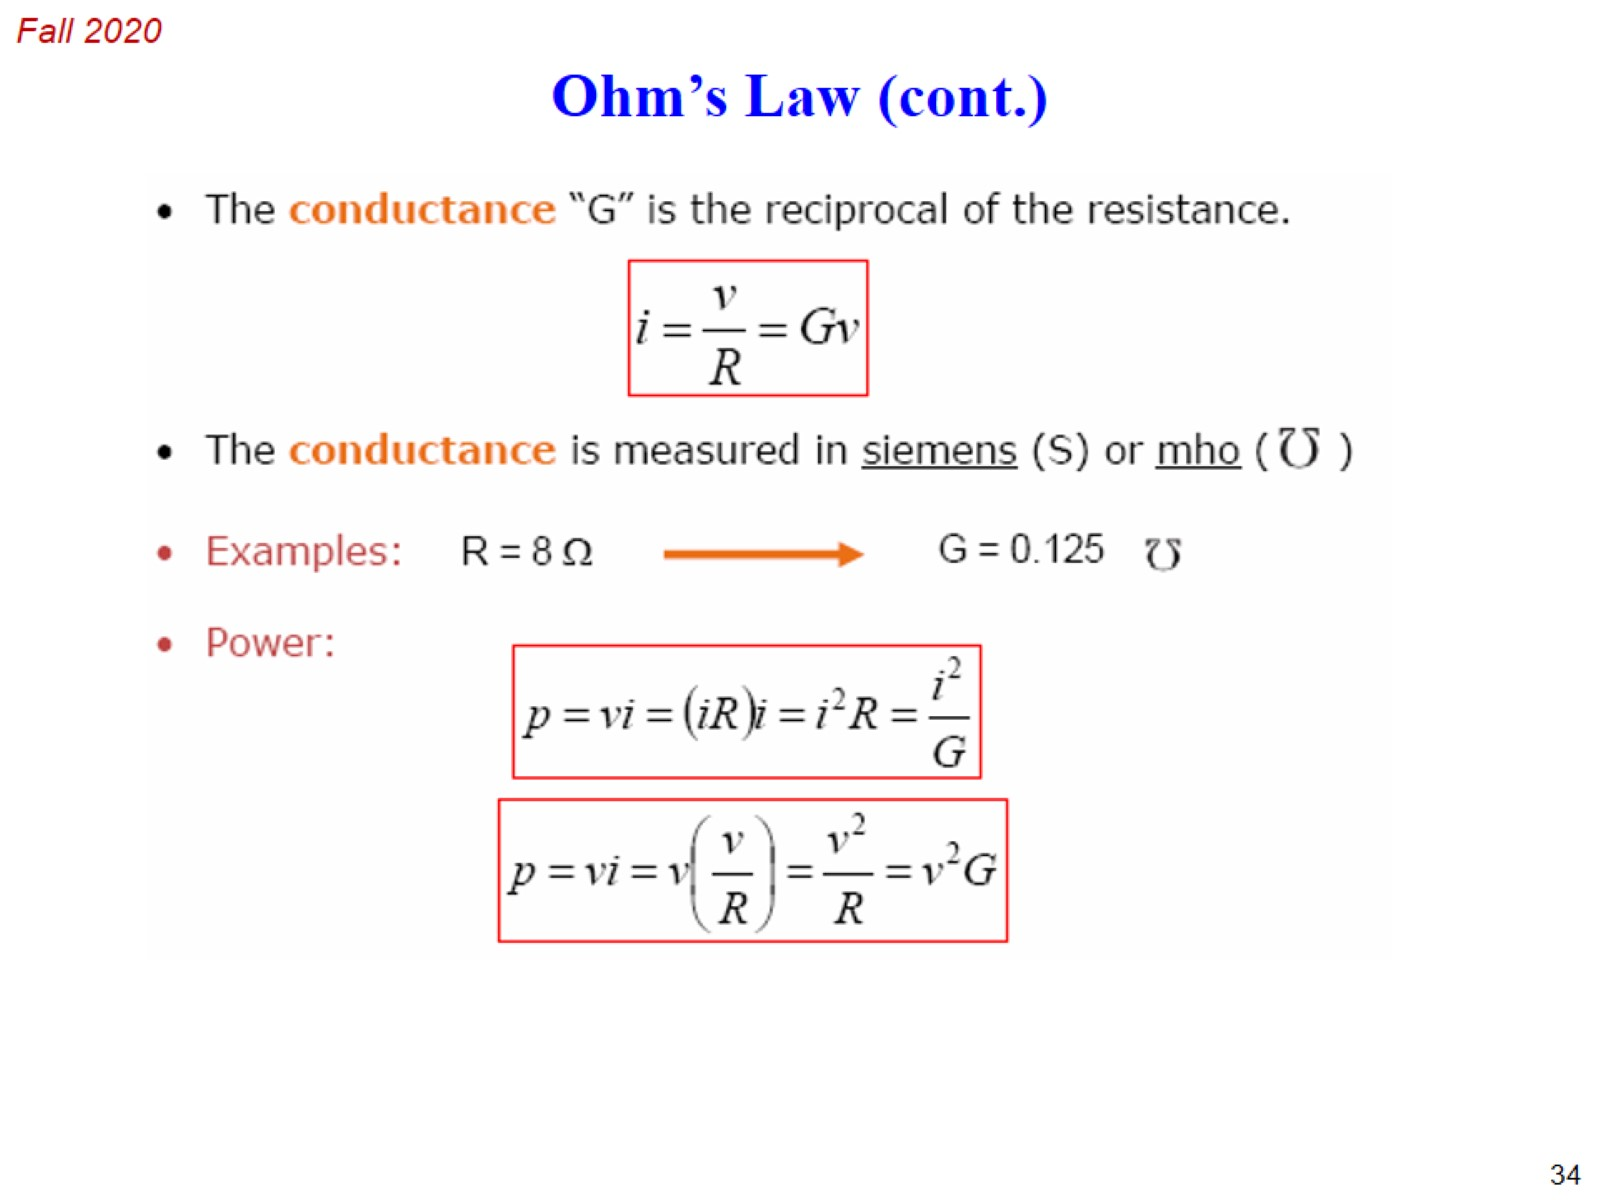 Fall 2020
Ohm’s Law (cont.)
• The conductance “G” is the reciprocal of the resistance.
i = v/R = Gv
• The conductance is measured in siemens (S) or mho (℧)
• Examples: R = 8 Ω → G = 0.125 ℧
• Power:
p = vi = (iR)i = i²R = i²/G
p = vi = v(v/R) = v²/R = v²G
34